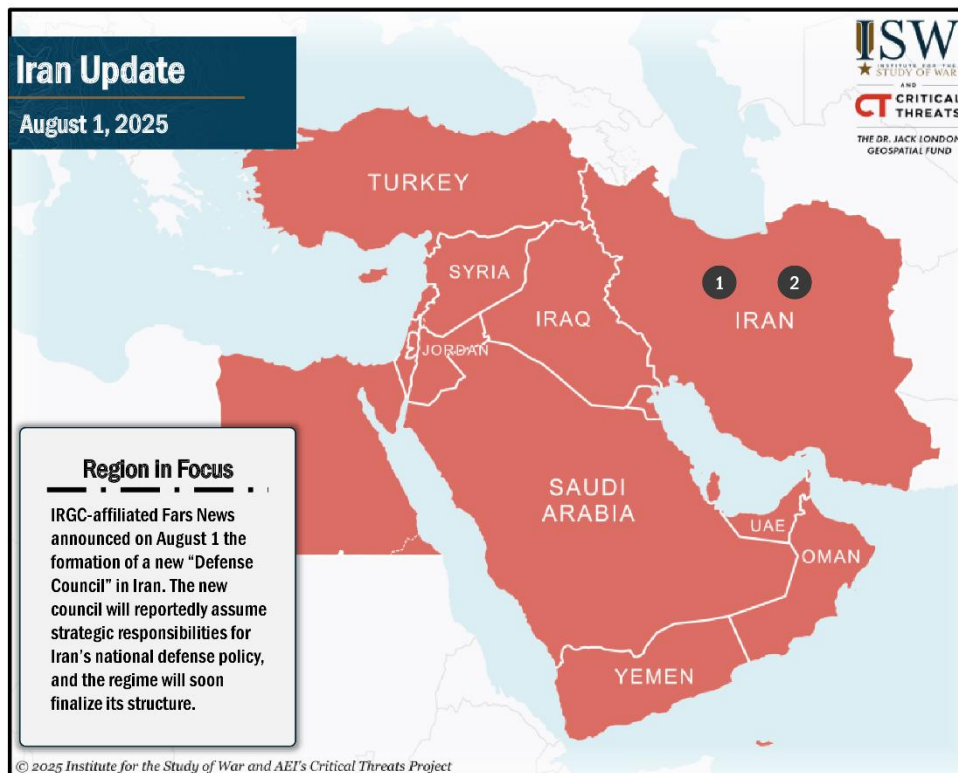 Iran Update
August 1, 2025
ISW
INSTITUTE FOR THE
STUDY OF WAR
AND
CT CRITICAL
THREATS
THE DR. JACK LONDON
GEOSPATIAL FUND
TURKEY
SYRIA
IRAQ
JORDAN
1
2
IRAN
SAUDI
ARABIA
UAE
OMAN
YEMEN
Region in Focus
IRGC-affiliated Fars News
announced on August 1 the
formation of a new “Defense
Council” in Iran. The new
council will reportedly assume
strategic responsibilities for
Iran’s national defense policy,
and the regime will soon
finalize its structure.
© 2025 Institute for the Study of War and AEI's Critical Threats Project